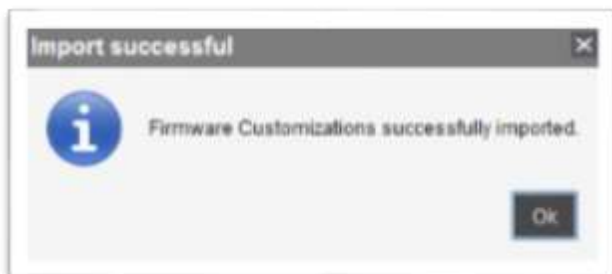 Import successful
Firmware Customizations successfully imported.
Ok